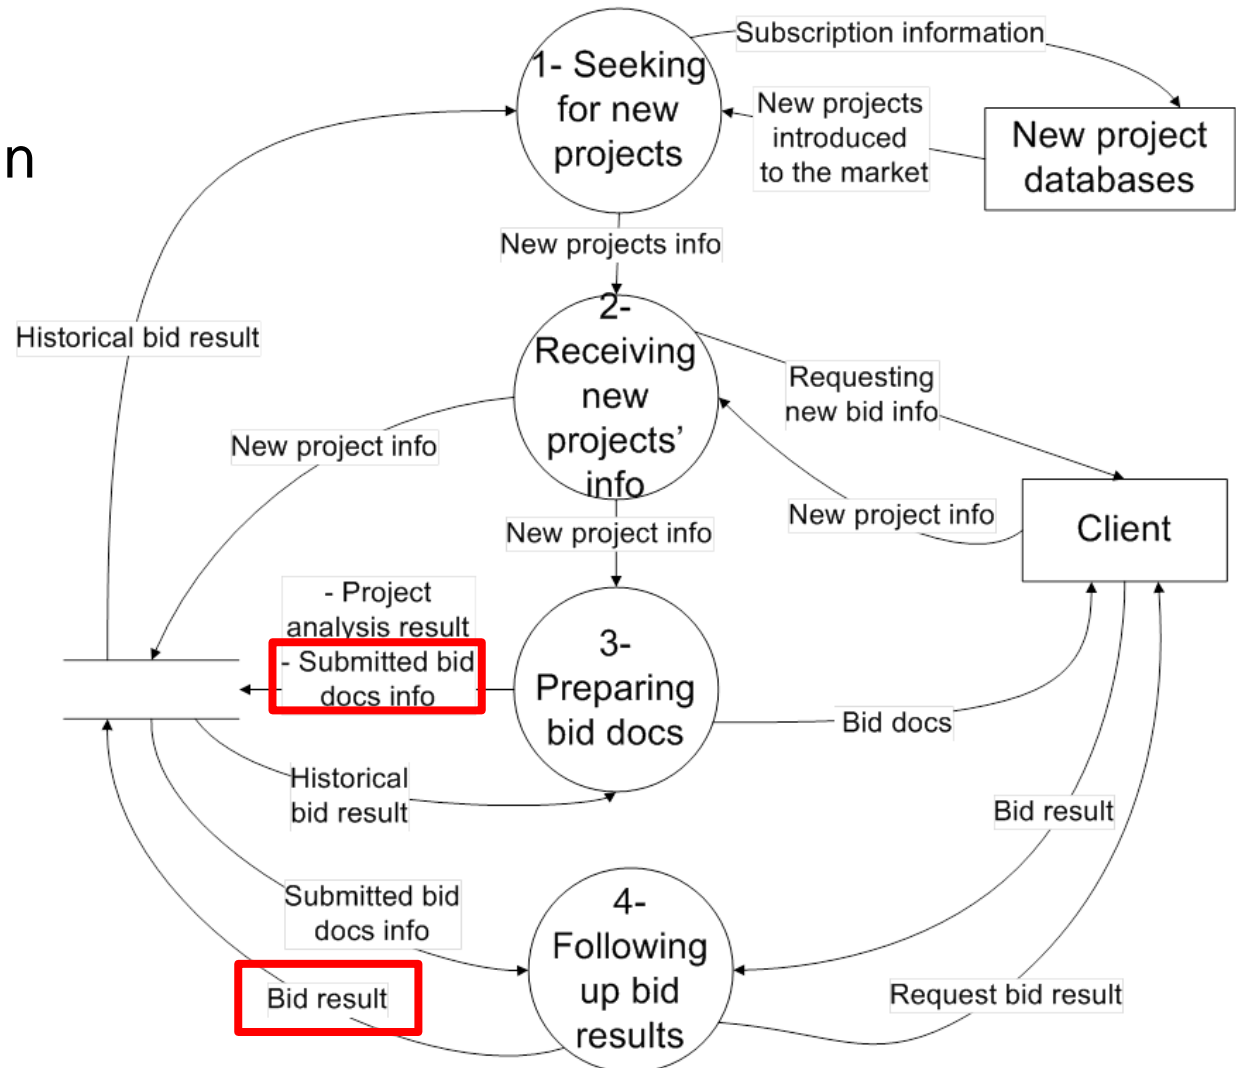 Subscription information
1- Seeking
for new
projects
New projects
introduced
to the market
New project
databases
n
New projects info
Historical bid result
2-
Receiving
new
projects’
info
Requesting
new bid info
New project info
New project info
Client
New project info
- Project
analysis result
- Submitted bid
docs info
3-
Preparing
bid docs
Bid docs
Historical
bid result
Bid result
Submitted bid
docs info
4-
Following
up bid
results
Bid result
Request bid result